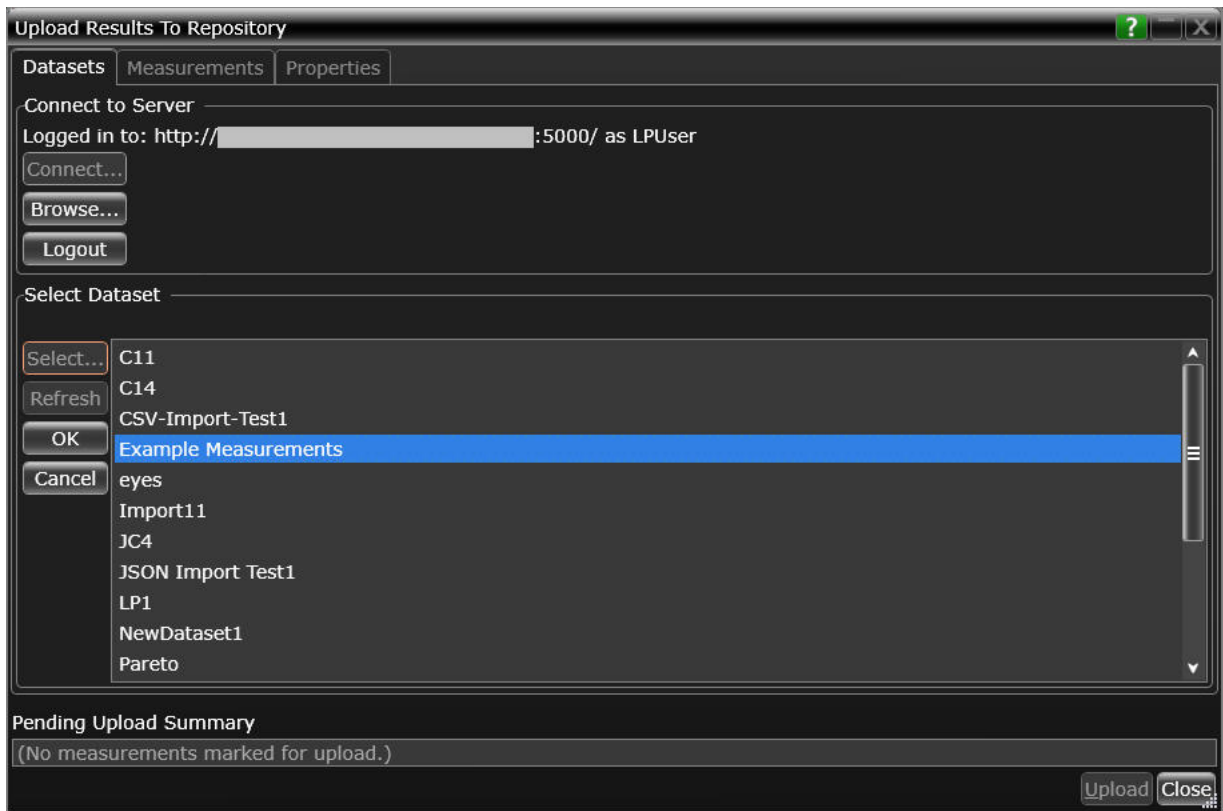 Upload Results To Repository
?
X
Datasets Measurements Properties
Connect to Server
Logged in to: http:// :5000/ as LPUser
Connect...
Browse...
Logout
Select Dataset
Select...
Refresh
OK
Cancel
C11
C14
CSV-Import-Test1
Example Measurements
eyes
Import11
JC4
JSON Import Test1
LP1
NewDataset1
Pareto
Pending Upload Summary
(No measurements marked for upload.)
Upload Close